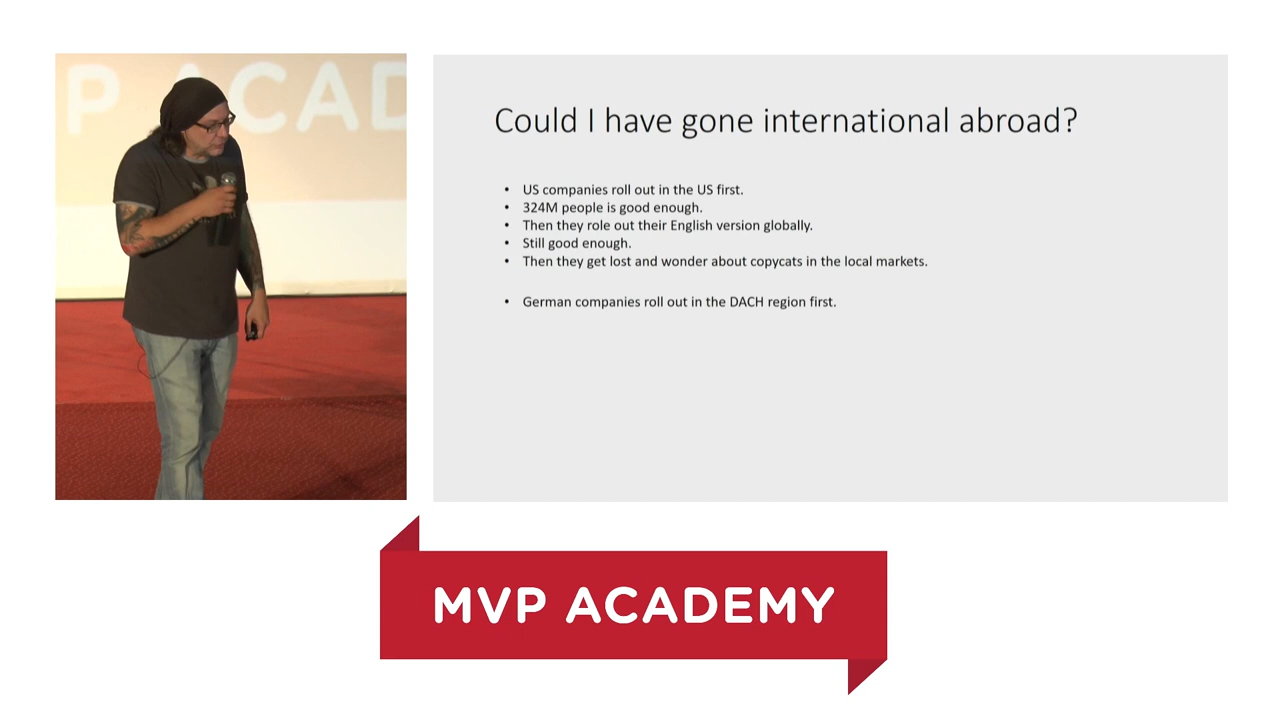 P ACAD
Could I have gone international abroad?
• US companies roll out in the US first.
• 324M people is good enough.
• Then they role out their English version globally.
• Still good enough.
• Then they get lost and wonder about copycats in the local markets.
• German companies roll out in the DACH region first.
MVP ACADEMY